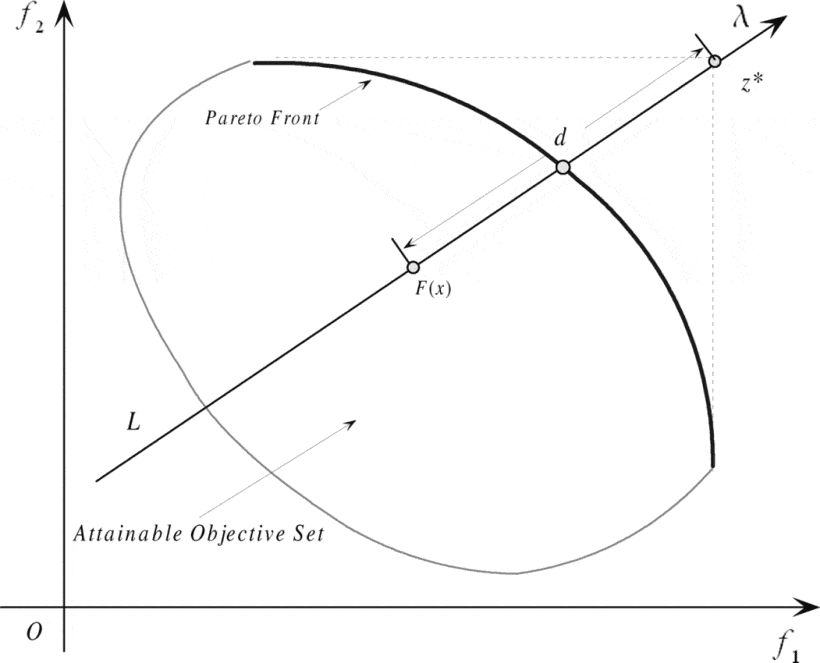 f₂
λ
z*
Pareto Front
d
F(x)
L
Attainable Objective Set
O
f₁